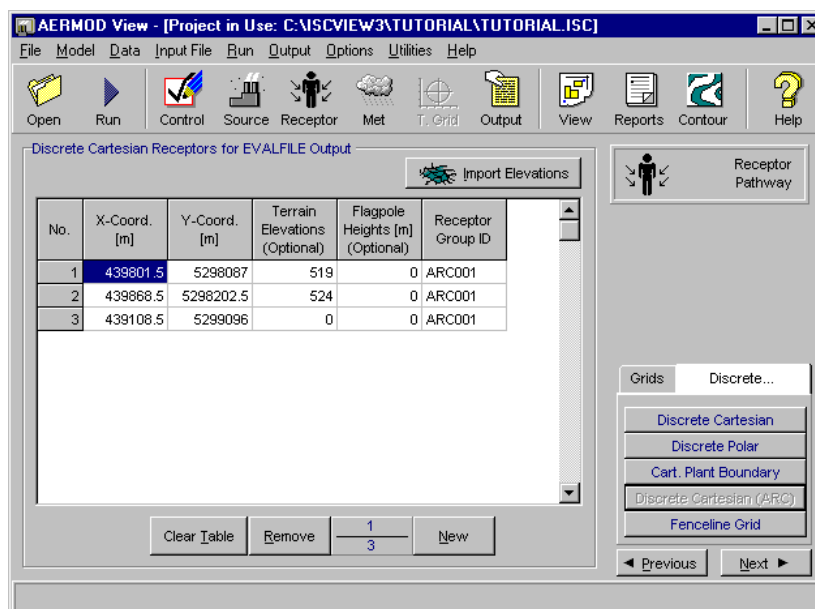 AERMOD View - [Project in Use: C:\ISCVIEW3\TUTORIAL\TUTORIAL.ISC]
File Model Data Input File Run Output Options Utilities Help
Open Run Control Source Receptor Met T. Grid Output View Reports Contour Help
Discrete Cartesian Receptors for EVALFILE Output
Import Elevations
Receptor
Pathway
No. X-Coord. [m] Y-Coord. [m] Terrain Elevations (Optional) Flagpole Heights [m] (Optional) Receptor Group ID
1 439801.5 5298087 519 0 ARC001
2 439868.5 5298202.5 524 0 ARC001
3 439108.5 5299096 0 0 ARC001
Grids Discrete...
Discrete Cartesian
Discrete Polar
Cart. Plant Boundary
Discrete Cartesian (ARC)
Fenceline Grid
Clear Table Remove 1 3 New
Previous Next